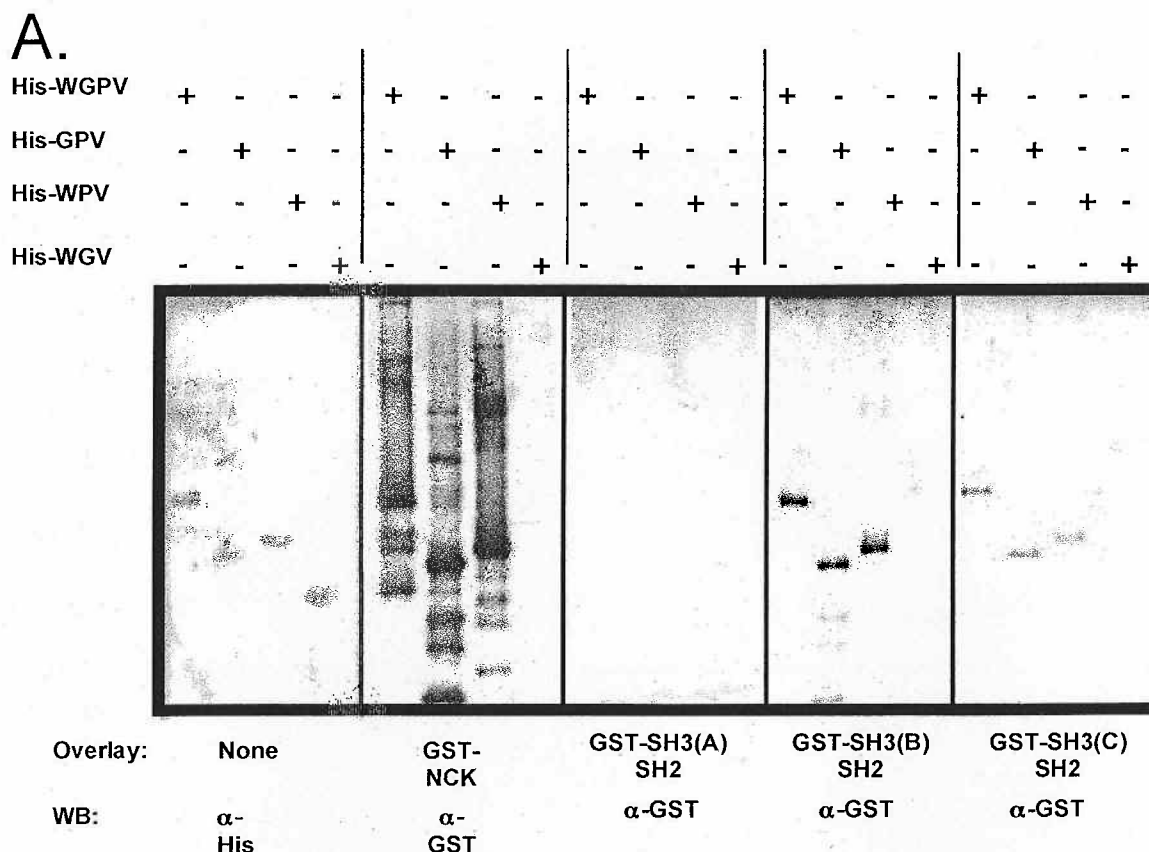 A.
His-WGPV + - - - + - - - + - - - + - - - + - - -
His-GPV - + - - - + - - - + - - - + - - - + - -
His-WPV - - + - - - + - - - + - - - + - - - + -
His-WGV - - - + - - - + - - - + - - - + - - - +
Overlay: None GST- GST-SH3(A) GST-SH3(B) GST-SH3(C)
NCK SH2 SH2 SH2
WB: α- α- α-GST α-GST α-GST
His GST